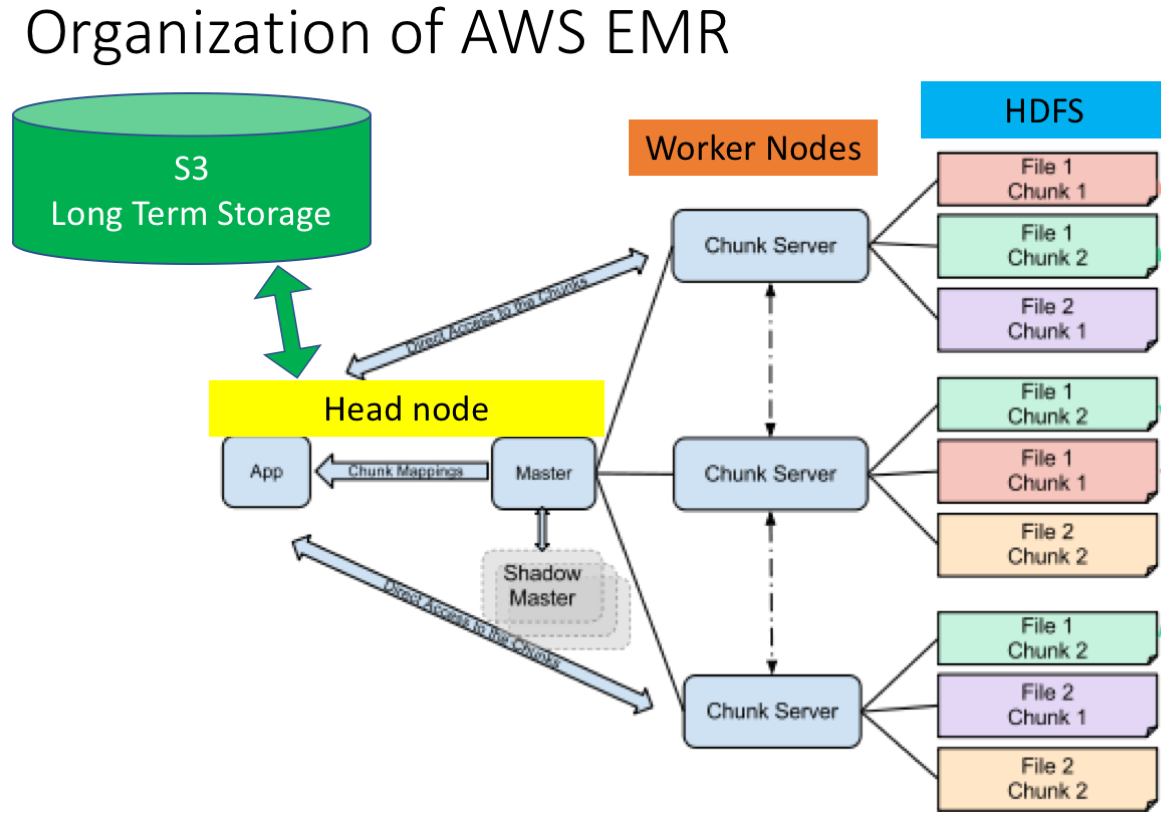 Organization of AWS EMR
S3
Long Term Storage
Worker Nodes
HDFS
Head node
App
Chunk Mappings
Master
Shadow
Master
Direct Access to the Chunks
Direct Access to the Chunks
Chunk Server
Chunk Server
Chunk Server
File 1
Chunk 1
File 1
Chunk 2
File 2
Chunk 1
File 1
Chunk 2
File 1
Chunk 1
File 2
Chunk 2
File 1
Chunk 2
File 2
Chunk 1
File 2
Chunk 2